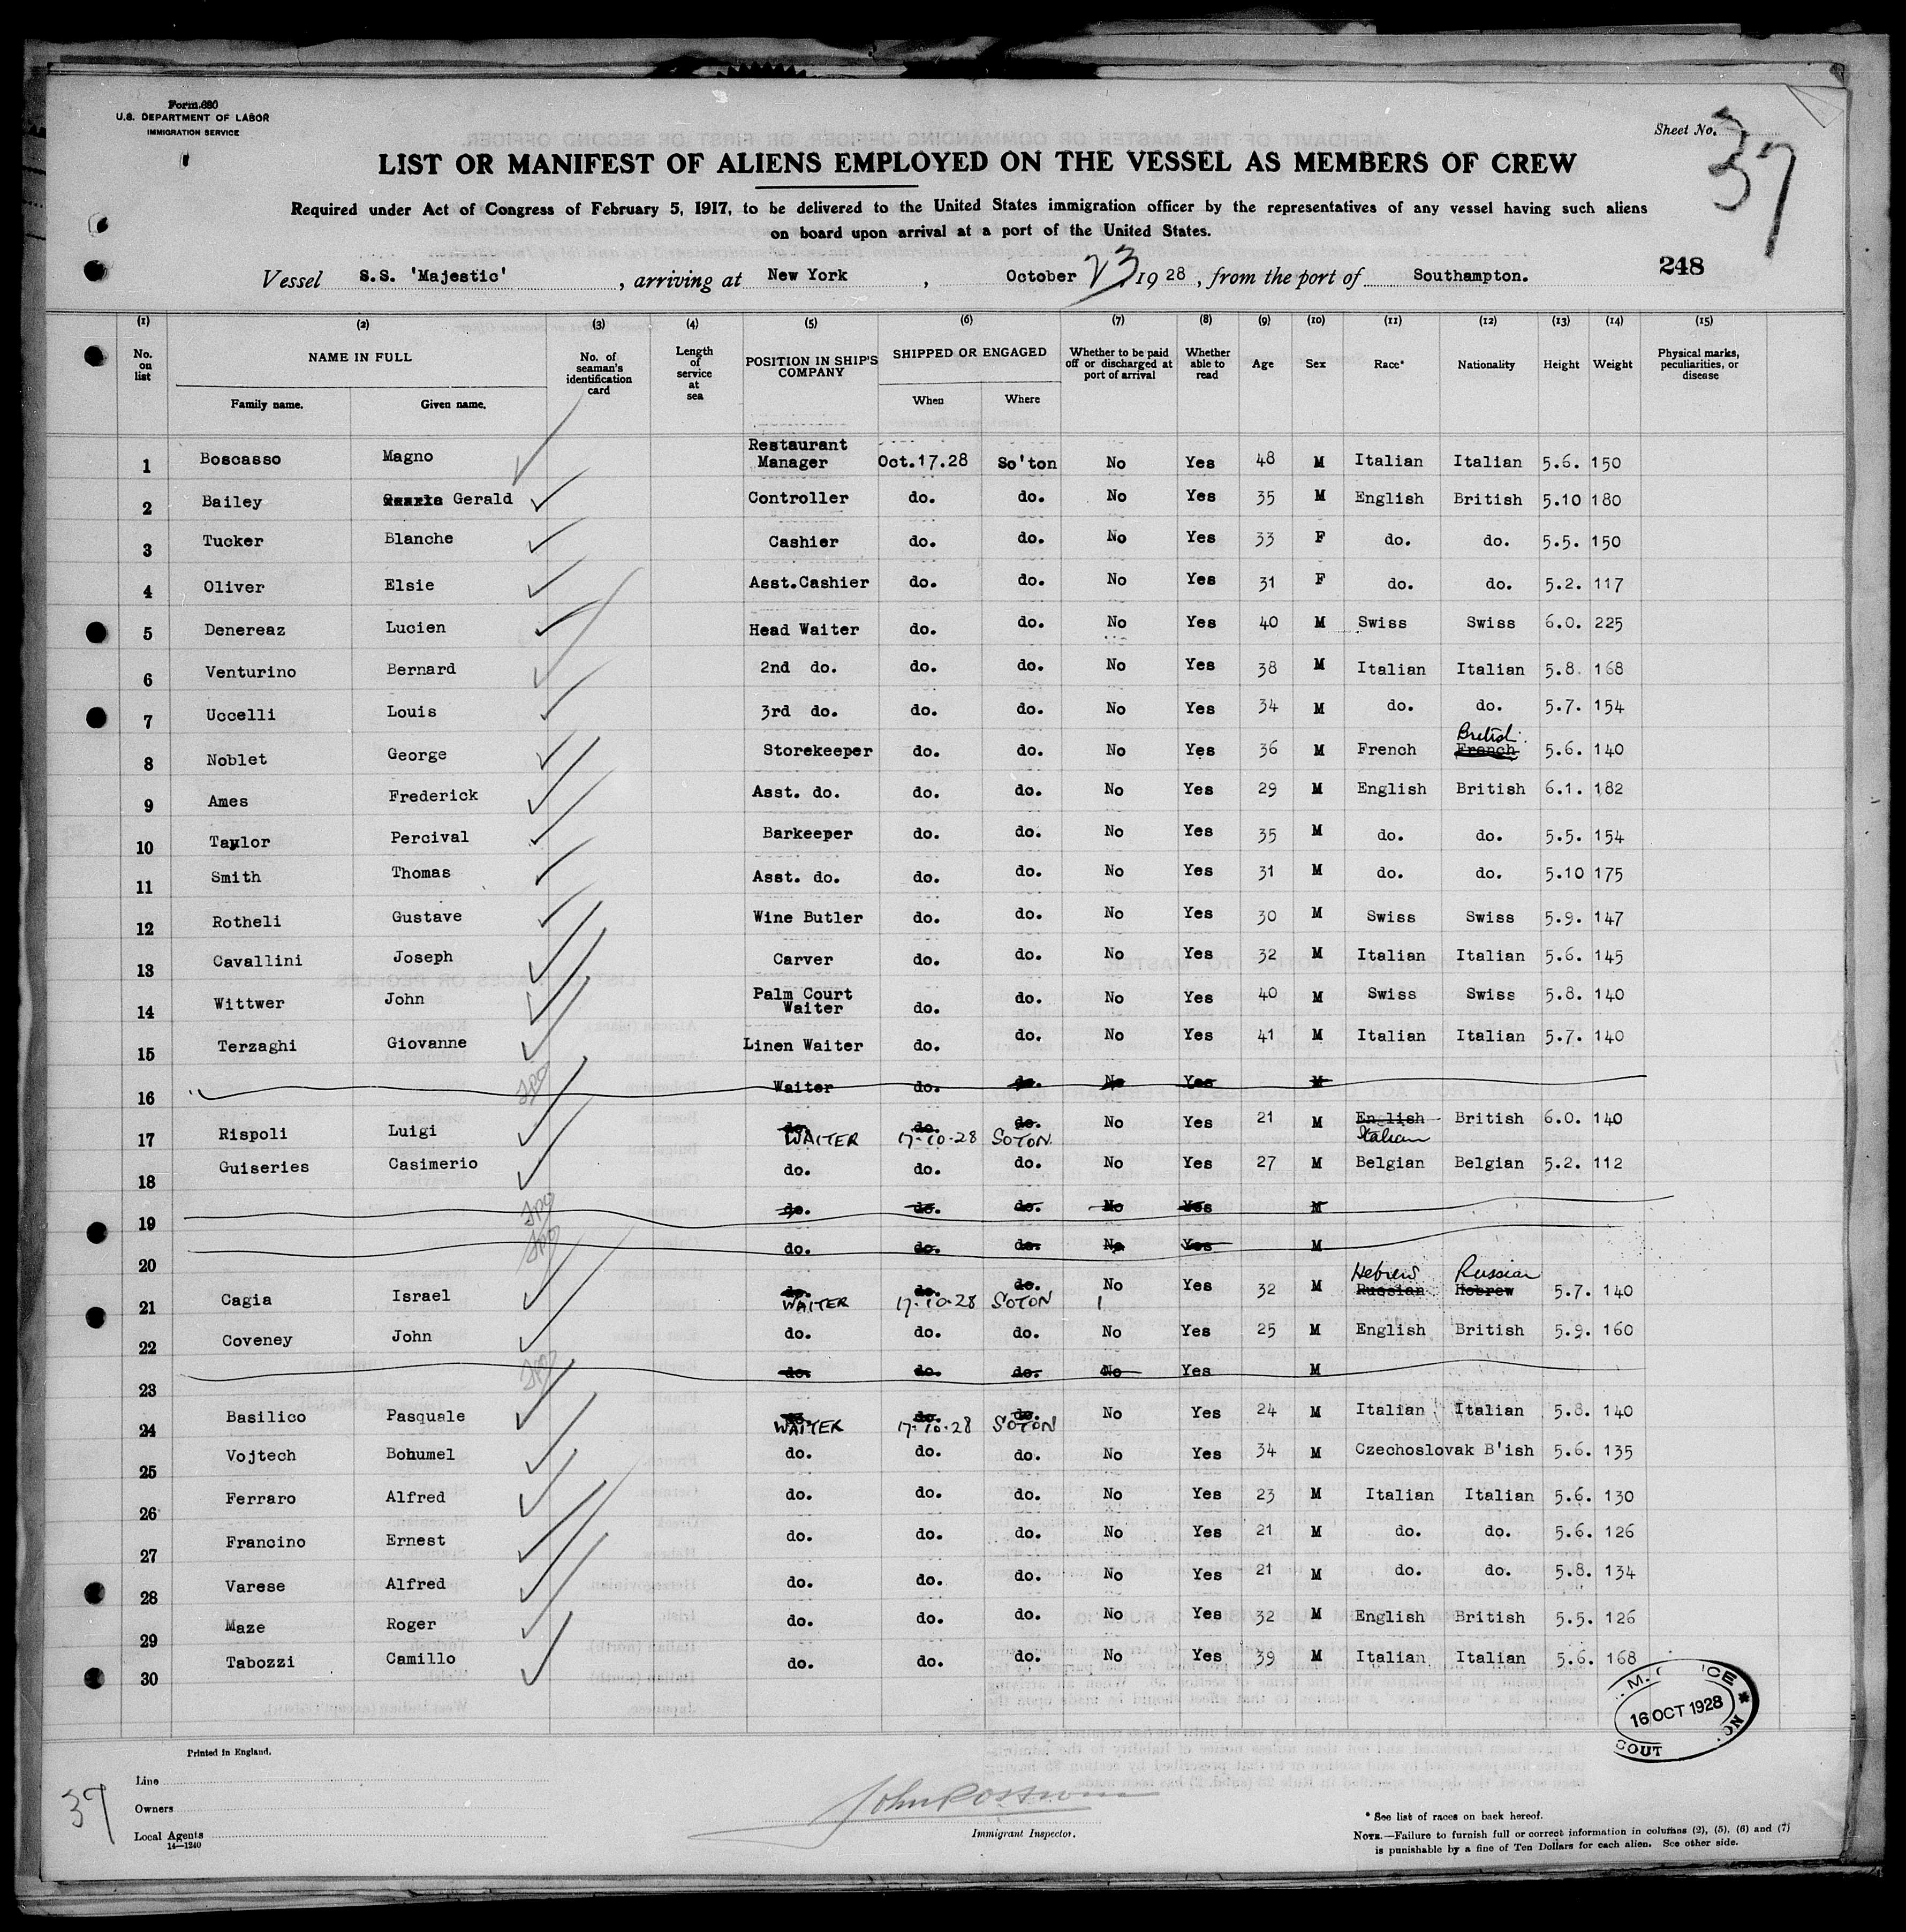 Form 680
U.S. DEPARTMENT OF LABOR
IMMIGRATION SERVICE
Sheet No.
37
LIST OR MANIFEST OF ALIENS EMPLOYED ON THE VESSEL AS MEMBERS OF CREW
Required under Act of Congress of February 5, 1917, to be delivered to the United States immigration officer by the representatives of any vessel having such aliens
on board upon arrival at a port of the United States.
248
Vessel S.S. 'Majestic' , arriving at New York , October 23 1928 , from the port of Southampton.
(1) (2) (3) (4) (5) (6) (7) (8) (9) (10) (11) (12) (13) (14) (15)
No. on list NAME IN FULL Family name. Given name. No. of seaman's identification card Length of service at sea POSITION IN SHIP'S COMPANY SHIPPED OR ENGAGED When Where Whether to be paid off or discharged at port of arrival Whether able to read Age Sex Race* Nationality Height Weight Physical marks, peculiarities, or disease
1 Boscasso Magno Restaurant Manager Oct.17.28 So'ton No Yes 48 M Italian Italian 5.6. 150
2 Bailey Gerald Controller do. do. No Yes 35 M English British 5.10 180
3 Tucker Blanche Cashier do. do. No Yes 33 F do. do. 5.5. 150
4 Oliver Elsie Asst.Cashier do. do. No Yes 31 F do. do. 5.2. 117
5 Denereaz Lucien Head Waiter do. do. No Yes 40 M Swiss Swiss 6.0. 225
6 Venturino Bernard 2nd do. do. do. No Yes 38 M Italian Italian 5.8. 168
7 Uccelli Louis 3rd do. do. do. No Yes 34 M do. do. 5.7. 154
8 Noblet George Storekeeper do. do. No Yes 36 M French French British 5.6. 140
9 Ames Frederick Asst. do. do. do. No Yes 29 M English British 6.1. 182
10 Taylor Percival Barkeeper do. do. No Yes 35 M do. do. 5.5. 154
11 Smith Thomas Asst. do. do. do. No Yes 31 M do. do. 5.10 175
12 Rotheli Gustave Wine Butler do. do. No Yes 30 M Swiss Swiss 5.9. 147
13 Cavallini Joseph Carver do. do. No Yes 32 M Italian Italian 5.6. 145
14 Wittwer John Palm Court Waiter do. do. No Yes 40 M Swiss Swiss 5.8. 140
15 Terzaghi Giovanne Linen Waiter do. do. No Yes 41 M Italian Italian 5.7. 140
16 Waiter do. do. No Yes M
17 Rispoli Luigi do. WAITER do. 17.10.28 do. SOTON No Yes 21 M English Italian British 6.0. 140
18 Guiseries Casimerio do. do. do. No Yes 27 M Belgian Belgian 5.2. 112
19 do. do. do. No Yes M
20 do. do. do. No Yes M
21 Cagia Israel do. WAITER do. 17.10.28 do. SOTON No Yes 32 M Russian Hebrew Hebrew Russian 5.7. 140
22 Coveney John do. do. do. No Yes 25 M English British 5.9. 160
23 do. do. do. No Yes M
24 Basilico Pasquale do. WAITER do. 17.10.28 do. SOTON No Yes 24 M Italian Italian 5.8. 140
25 Vojtech Bohumel do. do. do. No Yes 34 M Czechoslovak B'ish 5.6. 135
26 Ferraro Alfred do. do. do. No Yes 23 M Italian Italian 5.6. 130
27 Francino Ernest do. do. do. No Yes 21 M do. do. 5.6. 126
28 Varese Alfred do. do. do. No Yes 21 M do. do. 5.8. 134
29 Maze Roger do. do. do. No Yes 32 M English British 5.5. 126
30 Tabozzi Camillo do. do. do. No Yes 39 M Italian Italian 5.6. 168
16 OCT 1928
Printed in England.
Line
Owners
Local Agents
14—1240
37
Immigrant Inspector.
* See list of races on back hereof.
NOTE.—Failure to furnish full or correct information in columns (2), (5), (6) and (7)
is punishable by a fine of Ten Dollars for each alien. See other side.